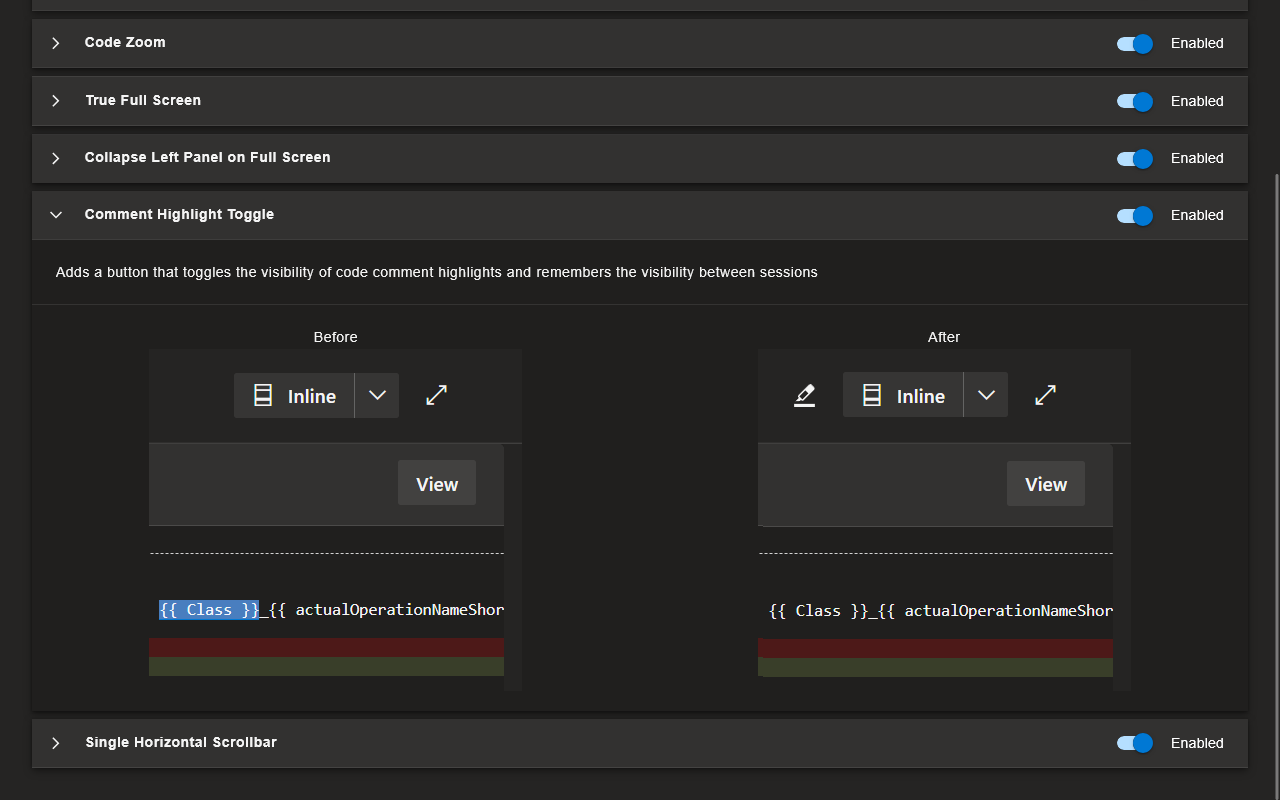 Code Zoom Enabled
True Full Screen Enabled
Collapse Left Panel on Full Screen Enabled
Comment Highlight Toggle Enabled
Adds a button that toggles the visibility of code comment highlights and remembers the visibility between sessions
Before
Inline
View
{{ Class }}_{{ actualOperationNameShor
After
Inline
View
{{ Class }}_{{ actualOperationNameShor
Single Horizontal Scrollbar Enabled